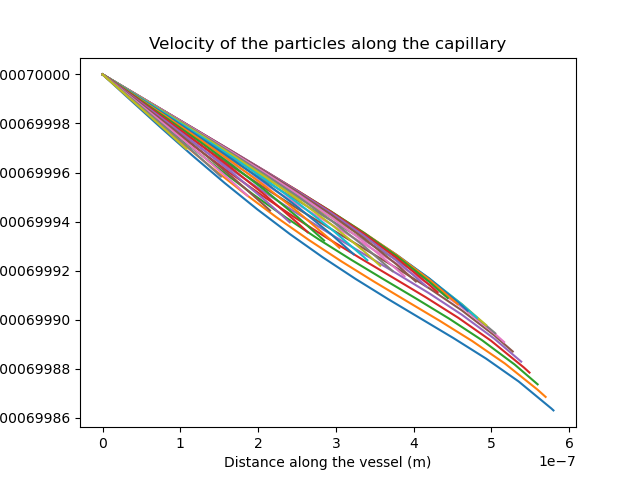 Velocity of the particles along the capillary
00070000
00069998
00069996
00069994
00069992
00069990
00069988
00069986
0 1 2 3 4 5 6
1e−7
Distance along the vessel (m)